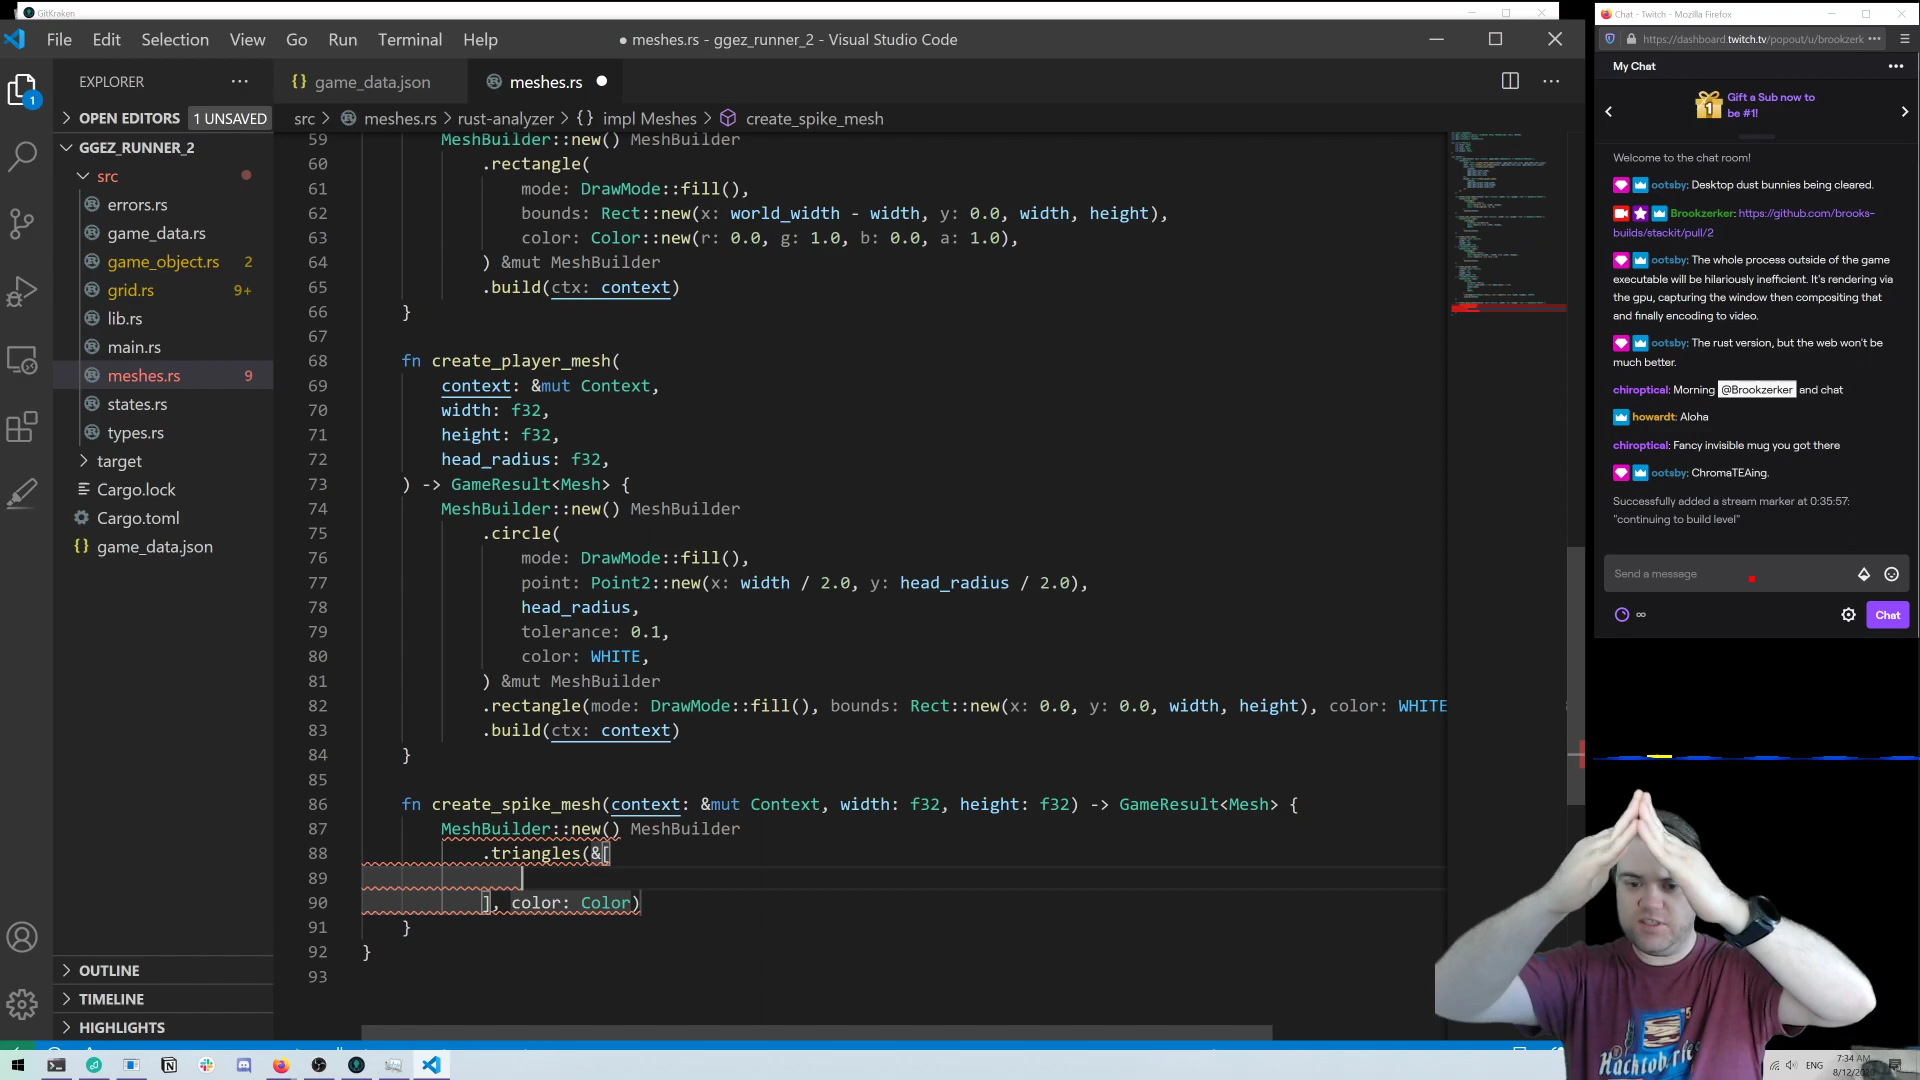 GitKraken
File Edit Selection View Go Run Terminal Help
● meshes.rs - ggez_runner_2 - Visual Studio Code
EXPLORER
OPEN EDITORS 1 UNSAVED
GGEZ_RUNNER_2
src
errors.rs
game_data.rs
game_object.rs 2
grid.rs 9+
lib.rs
main.rs
meshes.rs 9
states.rs
types.rs
target
Cargo.lock
Cargo.toml
game_data.json
OUTLINE
TIMELINE
HIGHLIGHTS
1
{} game_data.json
meshes.rs ●
src > meshes.rs > rust-analyzer > {} impl Meshes > create_spike_mesh
59 MeshBuilder::new() MeshBuilder
60 .rectangle(
61 mode: DrawMode::fill(),
62 bounds: Rect::new(x: world_width - width, y: 0.0, width, height),
63 color: Color::new(r: 0.0, g: 1.0, b: 0.0, a: 1.0),
64 ) &mut MeshBuilder
65 .build(ctx: context)
66 }
67
68 fn create_player_mesh(
69 context: &mut Context,
70 width: f32,
71 height: f32,
72 head_radius: f32,
73 ) -> GameResult<Mesh> {
74 MeshBuilder::new() MeshBuilder
75 .circle(
76 mode: DrawMode::fill(),
77 point: Point2::new(x: width / 2.0, y: head_radius / 2.0),
78 head_radius,
79 tolerance: 0.1,
80 color: WHITE,
81 ) &mut MeshBuilder
82 .rectangle(mode: DrawMode::fill(), bounds: Rect::new(x: 0.0, y: 0.0, width, height), color: WHITE
83 .build(ctx: context)
84 }
85
86 fn create_spike_mesh(context: &mut Context, width: f32, height: f32) -> GameResult<Mesh> {
87 MeshBuilder::new() MeshBuilder
88 .triangles(&[
89
90 ], color: Color)
91 }
92 }
93
Chat - Twitch - Mozilla Firefox
https://dashboard.twitch.tv/popout/u/brookzerk
My Chat
Gift a Sub now to
be #1!
1
Welcome to the chat room!
ootsby: Desktop dust bunnies being cleared.
Brookzerker: https://github.com/brooks-
builds/stackit/pull/2
ootsby: The whole process outside of the game
executable will be hilariously inefficient. It's rendering via
the gpu, capturing the window then compositing that
and finally encoding to video.
ootsby: The rust version, but the web won't be
much better.
chiroptical: Morning @Brookzerker and chat
howardt: Aloha
chiroptical: Fancy invisible mug you got there
ootsby: ChromaTEAing.
Successfully added a stream marker at 0:35:57:
"continuing to build level"
Send a message
∞
Chat
ENG
7:34 AM